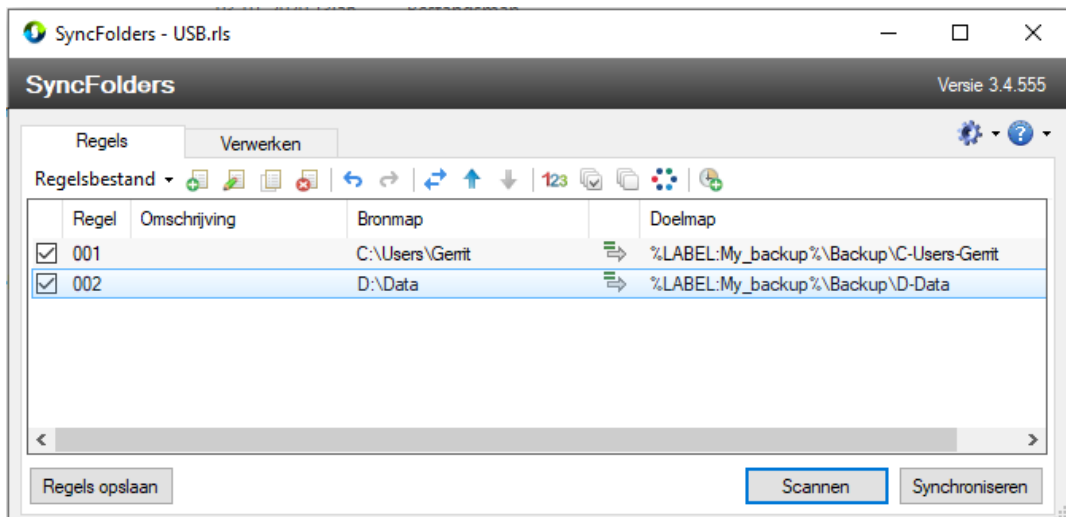 SyncFolders - USB.rls
SyncFolders
Versie 3.4.555
Regels Verwerken
Regelsbestand 123
Regel Omschrijving Bronmap Doelmap
001 C:\Users\Gerrit %LABEL:My_backup%\Backup\C-Users-Gerrit
002 D:\Data %LABEL:My_backup%\Backup\D-Data
Regels opslaan Scannen Synchroniseren